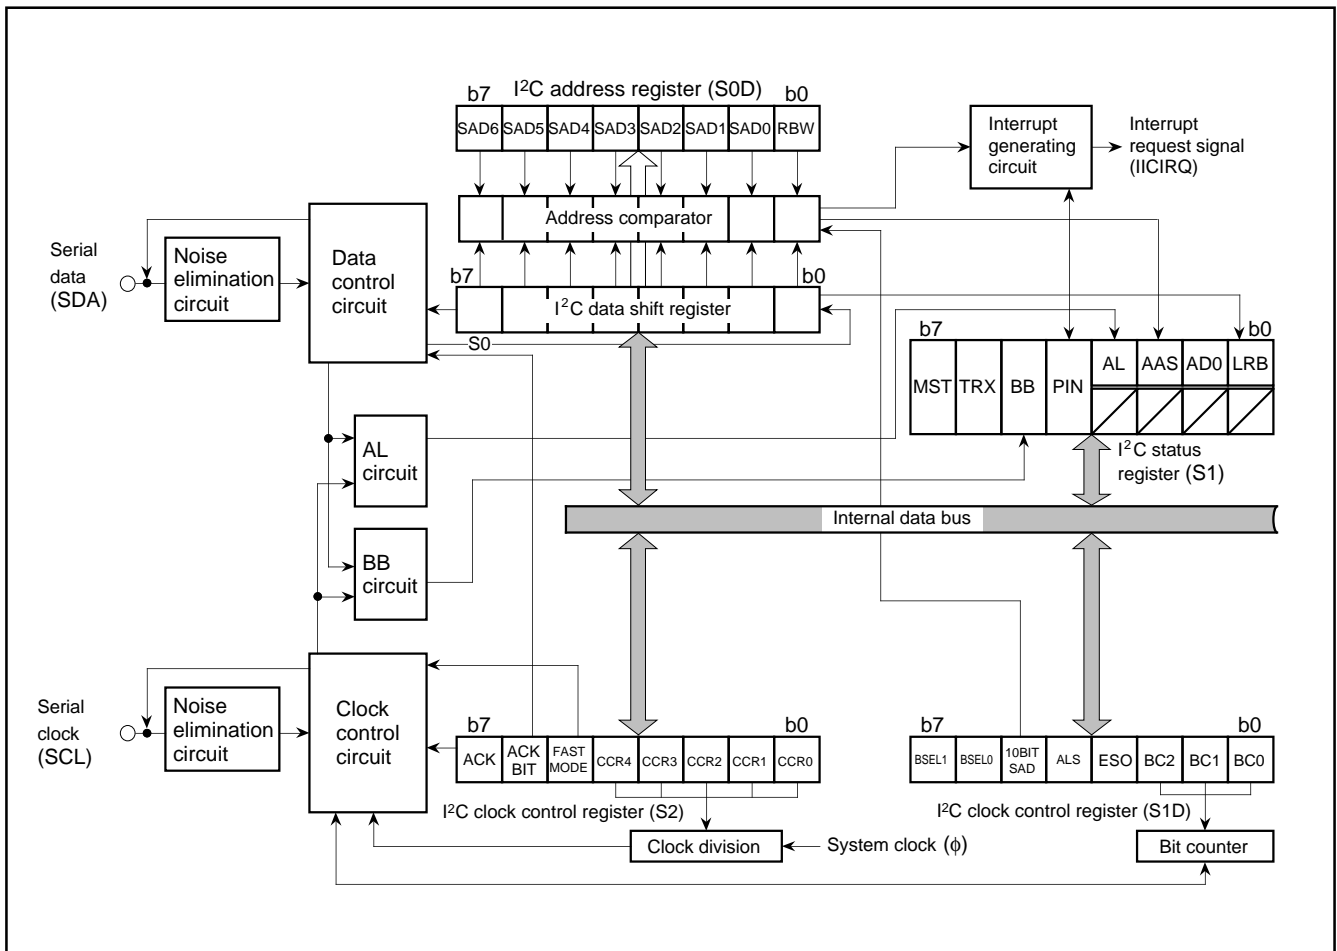 I²C address register (S0D)
b7 b0
SAD6 SAD5 SAD4 SAD3 SAD2 SAD1 SAD0 RBW
Interrupt
generating
circuit
Interrupt
request signal
(IICIRQ)
Address comparator
Serial
data
(SDA)
Noise
elimination
circuit
Data
control
circuit
b7 b0
I²C data shift register
S0
b7 b0
MST TRX BB PIN AL AAS AD0 LRB
I²C status
register (S1)
AL
circuit
Internal data bus
BB
circuit
Serial
clock
(SCL)
Noise
elimination
circuit
Clock
control
circuit
b7 b0
ACK ACK BIT FAST MODE CCR4 CCR3 CCR2 CCR1 CCR0
I²C clock control register (S2)
b7 b0
BSEL1 BSEL0 10BIT SAD ALS ESO BC2 BC1 BC0
I²C clock control register (S1D)
Clock division
System clock (ϕ)
Bit counter